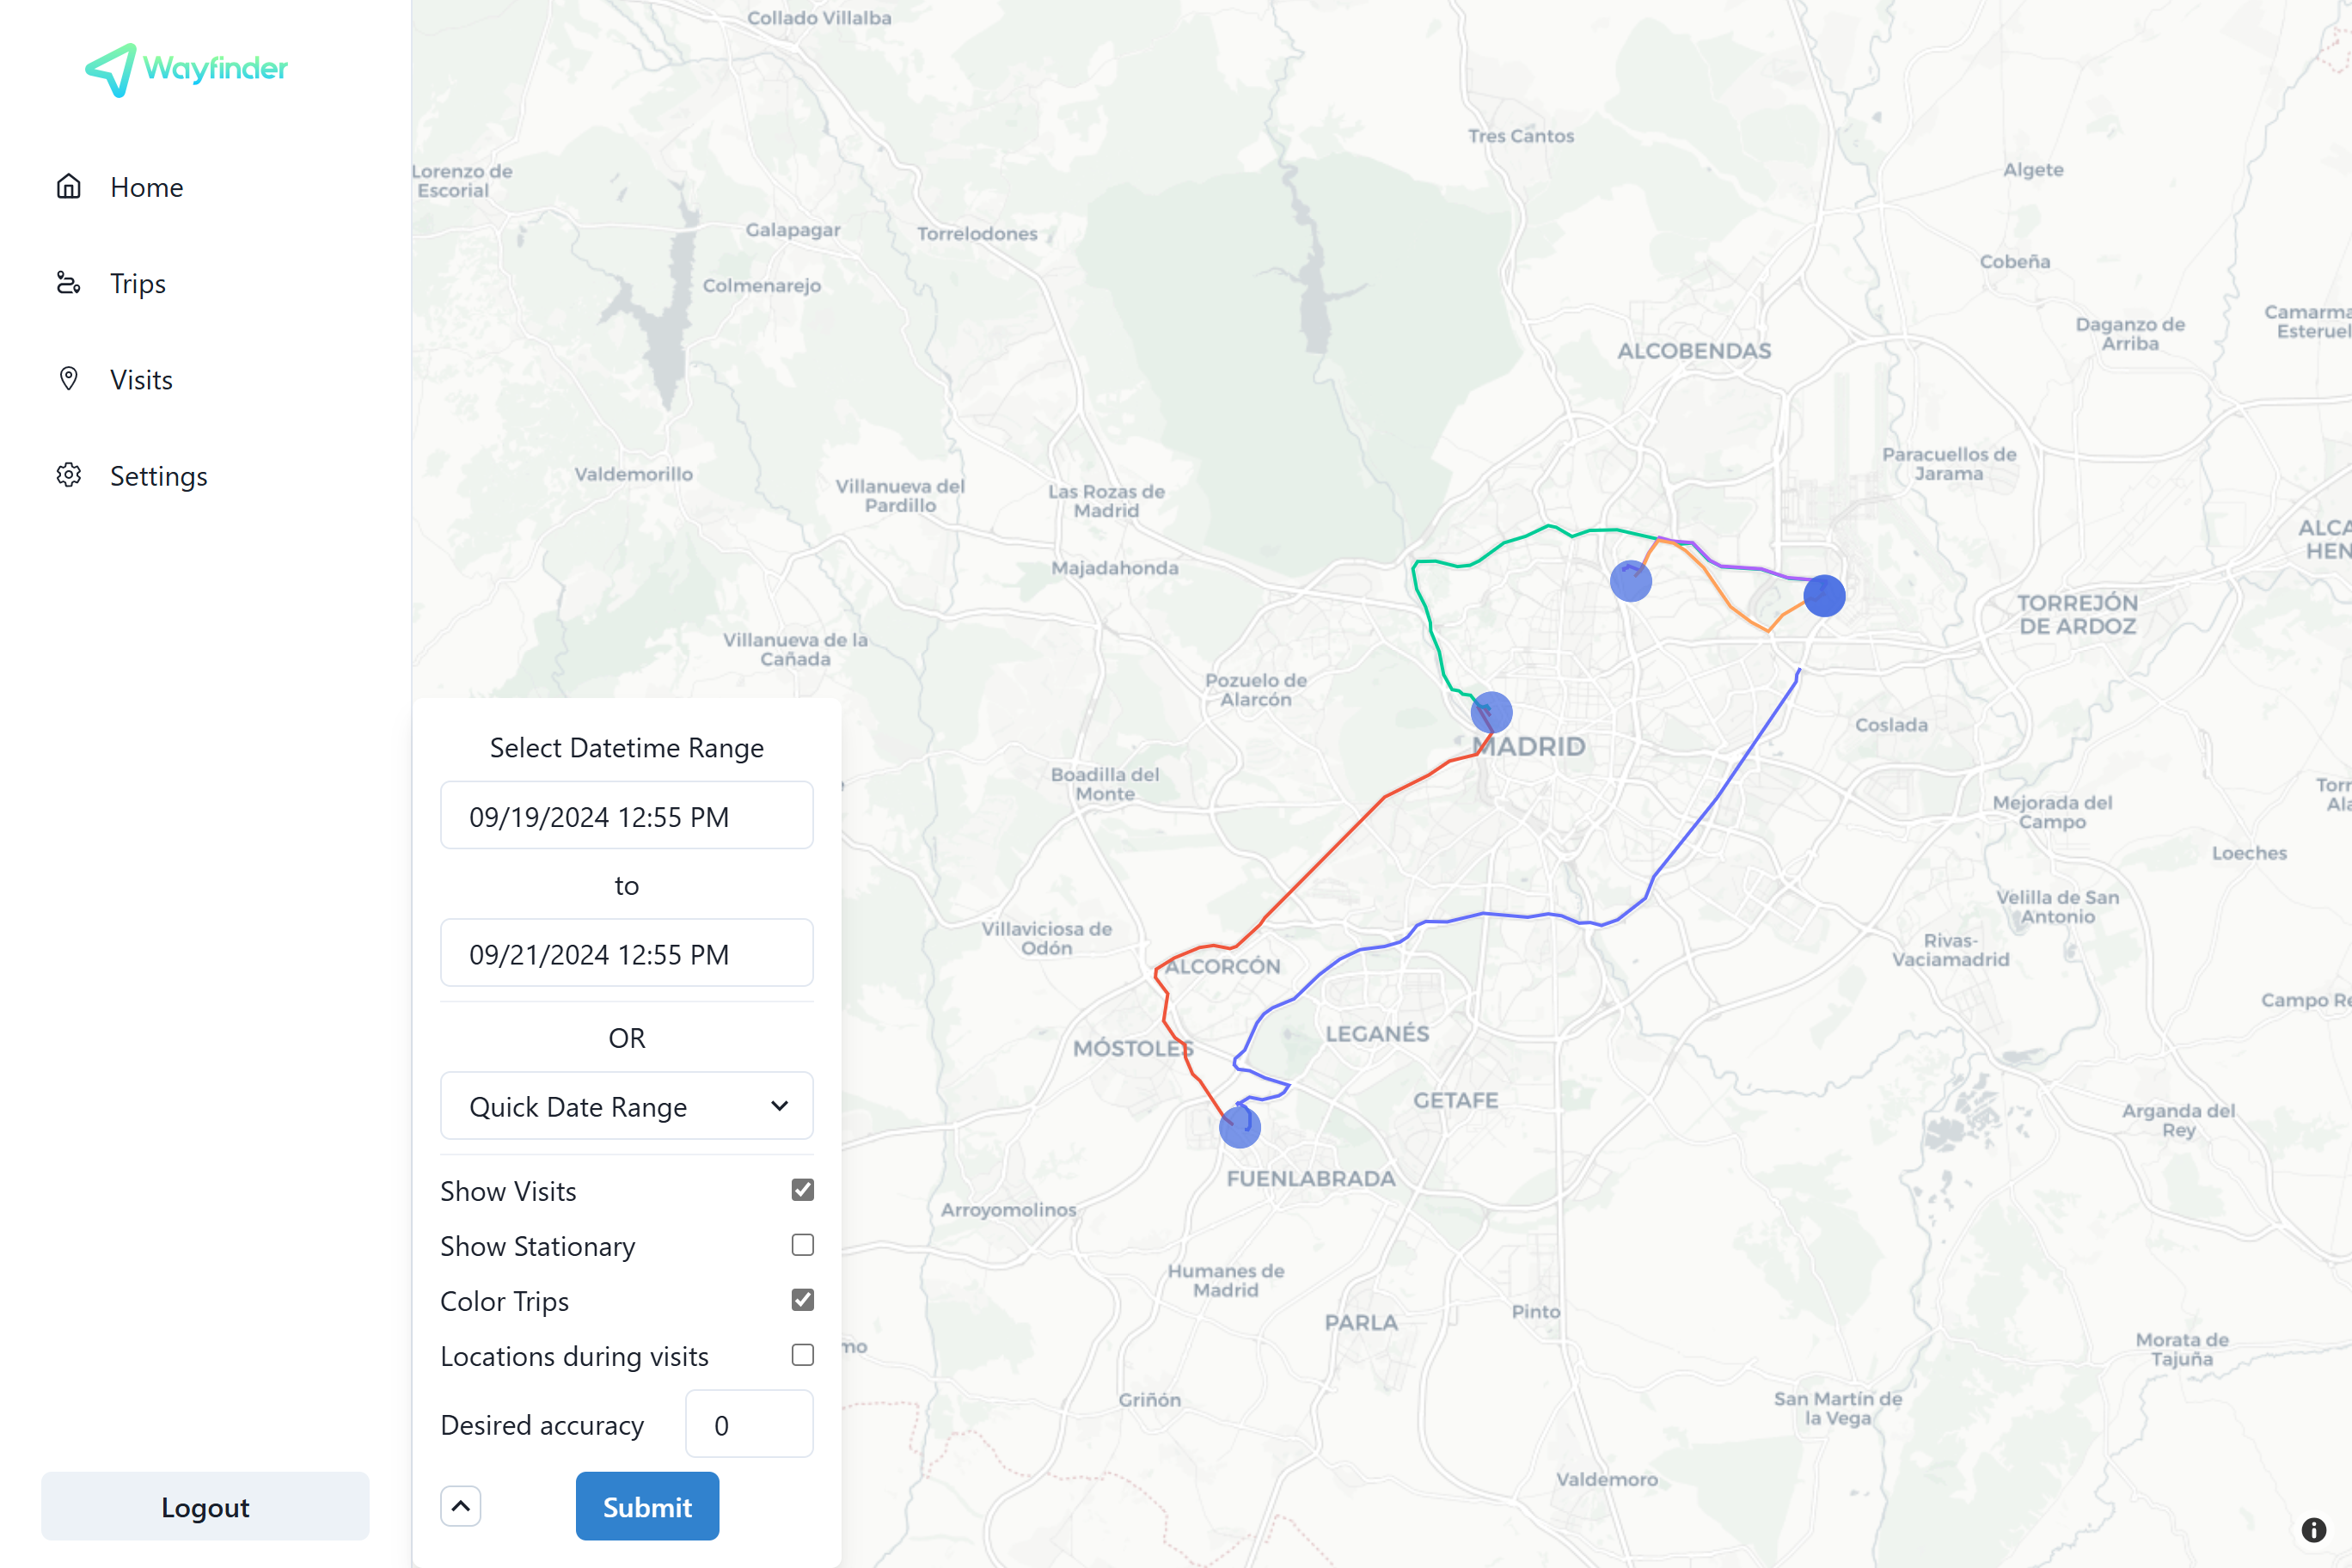 Wayfinder
Home
Trips
Visits
Settings
Logout
Select Datetime Range
09/19/2024 12:55 PM
to
09/21/2024 12:55 PM
OR
Quick Date Range
Show Visits
Show Stationary
Color Trips
Locations during visits
Desired accuracy
0
Submit
Collado Villalba
Tres Cantos
Lorenzo de
Escorial
Algete
Galapagar
Torrelodones
Cobeña
Colmenarejo
Camarma
Esteruel
Daganzo de
Arriba
ALCOBENDAS
Paracuellos de
Jarama
Valdemorillo
Villanueva del
Pardillo
Las Rozas de
Madrid
ALCA
HEN
Majadahonda
TORREJÓN
DE ARDOZ
Villanueva de la
Cañada
Pozuelo de
Alarcón
Coslada
MADRID
Boadilla del
Monte
Torr
Ala
Mejorada del
Campo
Loeches
Velilla de San
Antonio
Villaviciosa de
Odón
Rivas-
Vaciamadrid
ALCORCÓN
Campo Re
LEGANÉS
MÓSTOLES
GETAFE
Arganda del
Rey
FUENLABRADA
Arroyomolinos
Humanes de
Madrid
Pinto
PARLA
mo
Morata de
Tajuña
Griñón
San Martín de
la Vega
Valdemoro